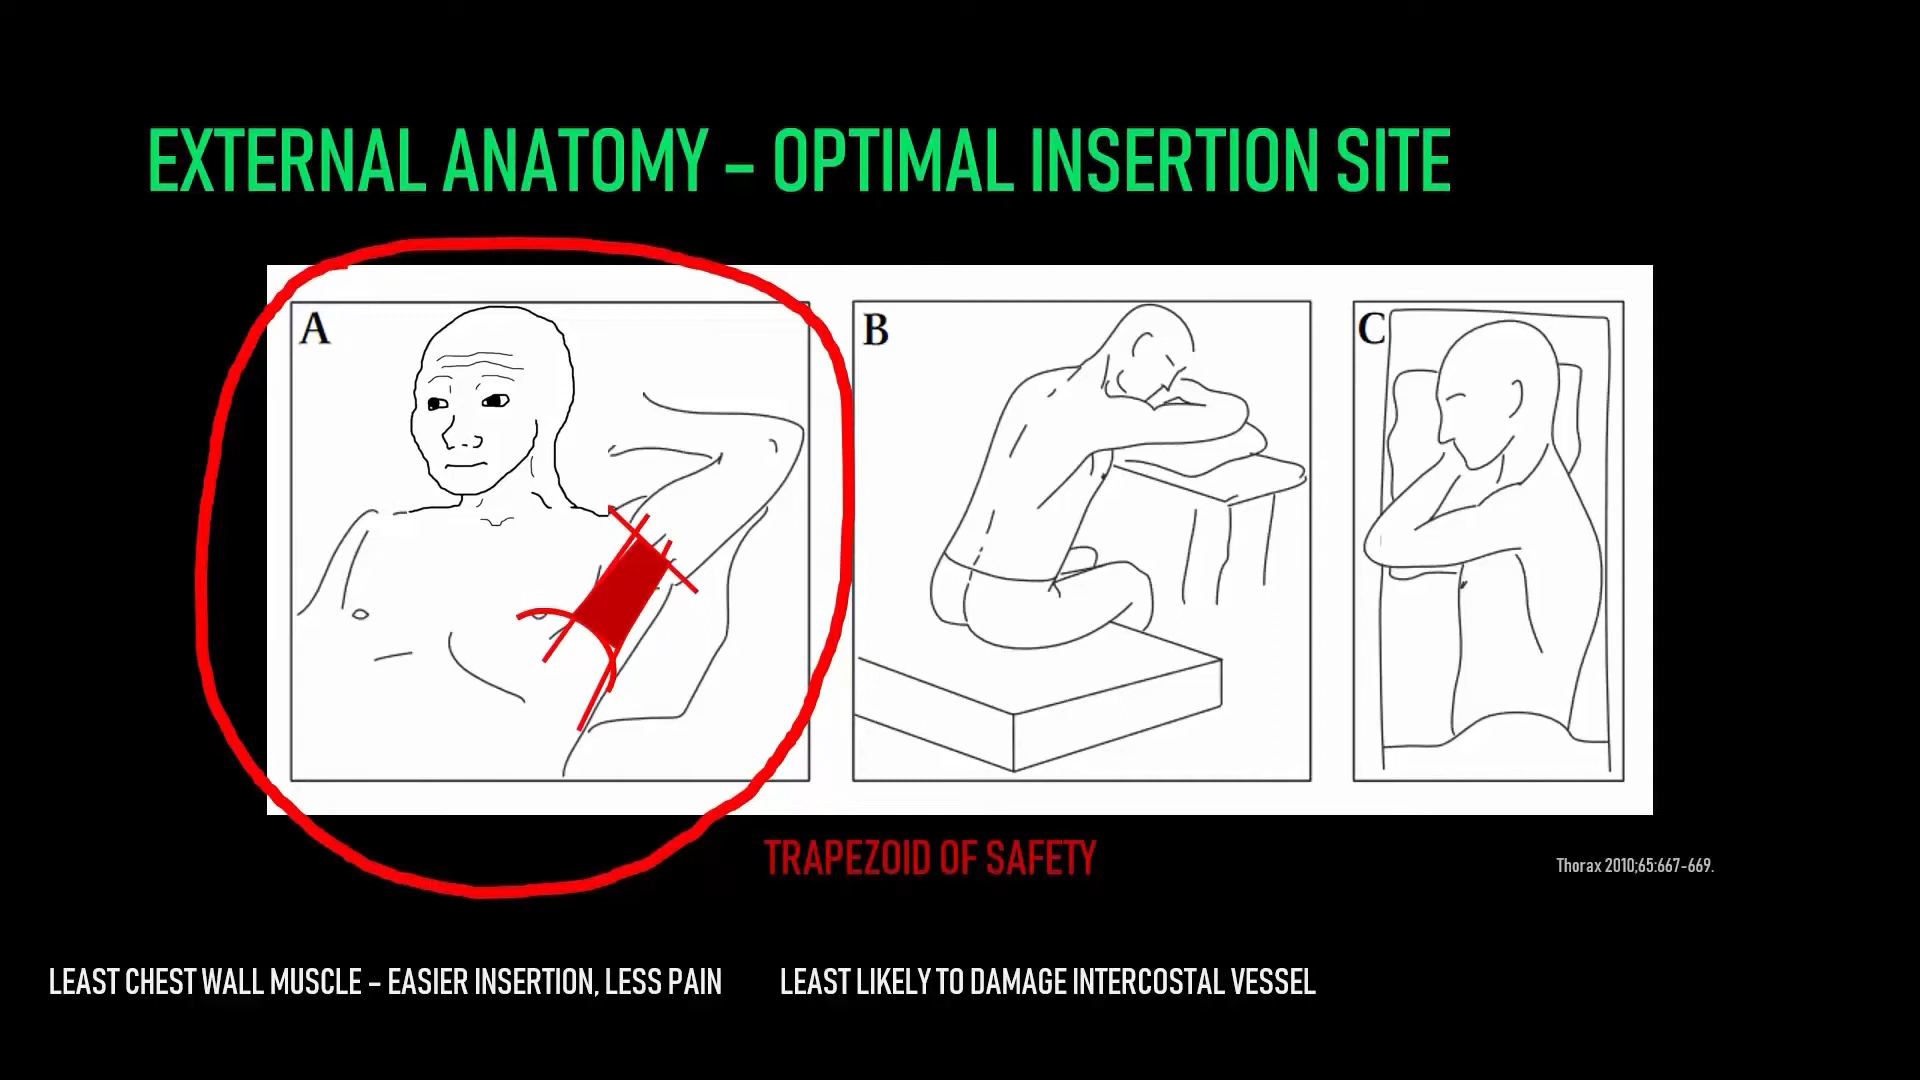 EXTERNAL ANATOMY – OPTIMAL INSERTION SITE
A
B
C
TRAPEZOID OF SAFETY
Thorax 2010;65:667-669.
LEAST CHEST WALL MUSCLE – EASIER INSERTION, LESS PAIN
LEAST LIKELY TO DAMAGE INTERCOSTAL VESSEL